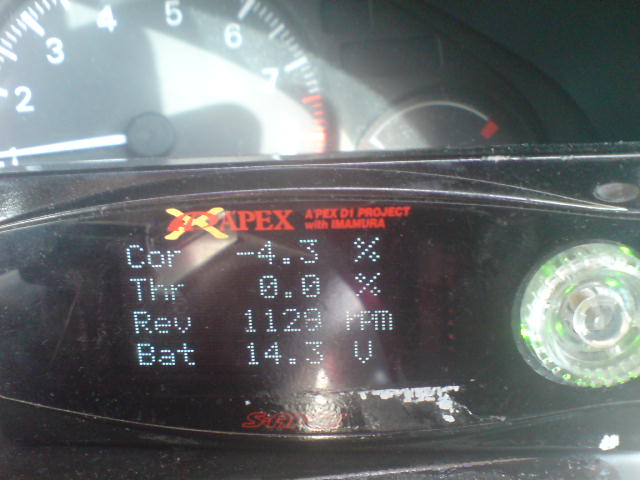 1 2 3 4 5 6 7
APEX A'PEX D1 PROJECT
with IMAMURA
Cor -4.3 %
Thr 0.0 %
Rev 1129 rpm
Bat 14.3 V